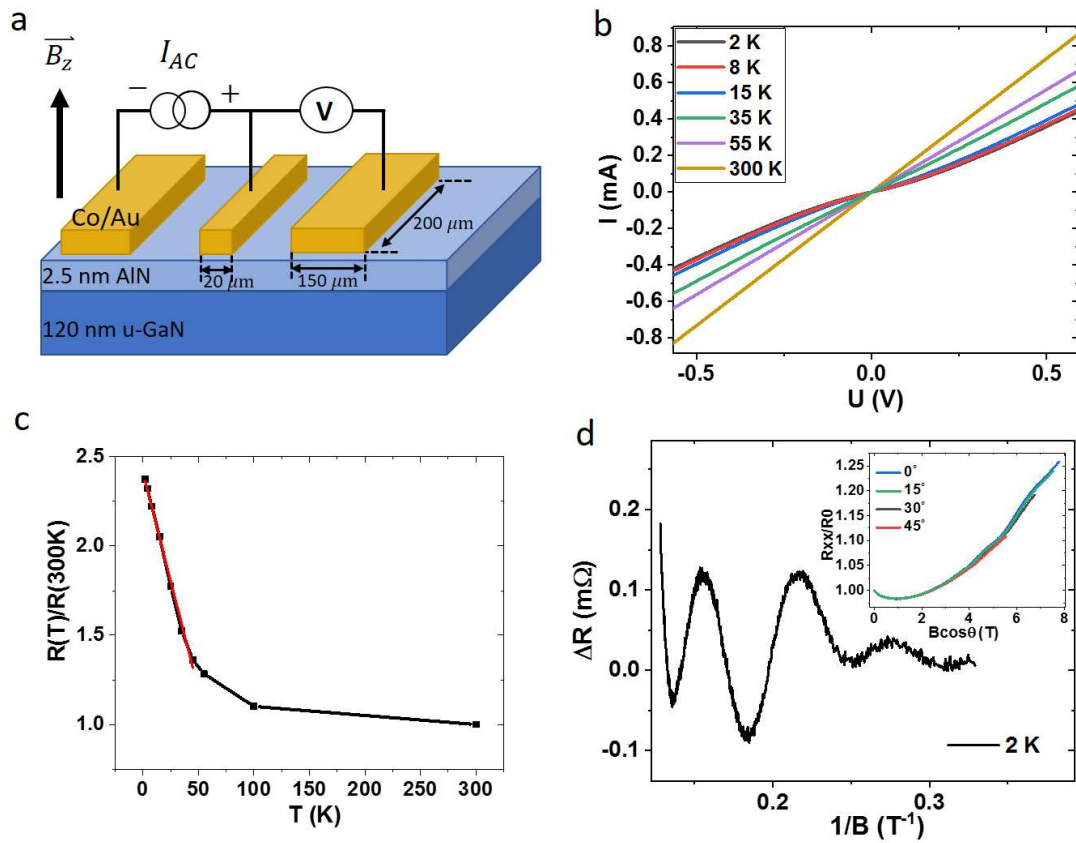 a
B_z
I_AC
− +
V
Co/Au
200 μm
2.5 nm AlN
20 μm
150 μm
120 nm u-GaN
b
2 K
8 K
15 K
35 K
55 K
300 K
0.8
0.6
0.4
0.2
0.0
-0.2
-0.4
-0.6
-0.8
I (mA)
-0.5 0.0 0.5
U (V)
c
2.5
2.0
1.5
1.0
R(T)/R(300K)
0 50 100 150 200 250 300
T (K)
d
0.2
0.1
0.0
-0.1
ΔR (mΩ)
0.2 0.3
1/B (T⁻¹)
2 K
1.25
1.20
1.15
1.10
1.05
1.00
Rxx/R0
0°
15°
30°
45°
0 2 4 6 8
Bcosθ (T)